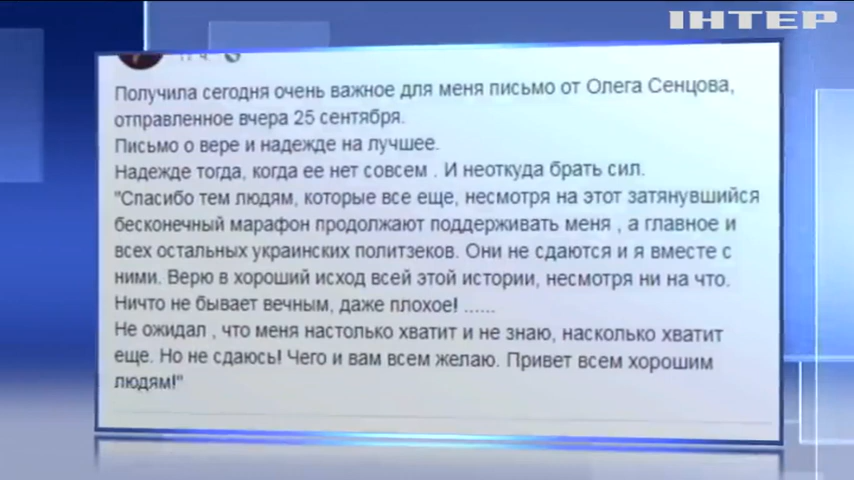 ІНТЕР
Получила сегодня очень важное для меня письмо от Олега Сенцова,
отправленное вчера 25 сентября.
Письмо о вере и надежде на лучшее.
Надежде тогда, когда ее нет совсем . И неоткуда брать сил.
"Спасибо тем людям, которые все еще, несмотря на этот затянувшийся
бесконечный марафон продолжают поддерживать меня , а главное и
всех остальных украинских политзеков. Они не сдаются и я вместе с
ними. Верю в хороший исход всей этой истории, несмотря ни на что.
Ничто не бывает вечным, даже плохое! ......
Не ожидал , что меня настолько хватит и не знаю, насколько хватит
еще. Но не сдаюсь! Чего и вам всем желаю. Привет всем хорошим
людям!"